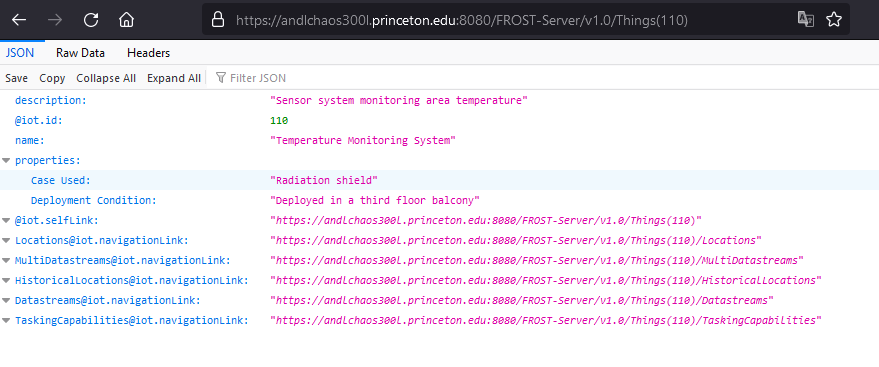 https://andlchaos300l.princeton.edu:8080/FROST-Server/v1.0/Things(110)
JSON Raw Data Headers
Save Copy Collapse All Expand All Filter JSON
description: "Sensor system monitoring area temperature"
@iot.id: 110
name: "Temperature Monitoring System"
properties:
Case Used: "Radiation shield"
Deployment Condition: "Deployed in a third floor balcony"
@iot.selfLink: "https://andlchaos300l.princeton.edu:8080/FROST-Server/v1.0/Things(110)"
Locations@iot.navigationLink: "https://andlchaos300l.princeton.edu:8080/FROST-Server/v1.0/Things(110)/Locations"
MultiDatastreams@iot.navigationLink: "https://andlchaos300l.princeton.edu:8080/FROST-Server/v1.0/Things(110)/MultiDatastreams"
HistoricalLocations@iot.navigationLink: "https://andlchaos300l.princeton.edu:8080/FROST-Server/v1.0/Things(110)/HistoricalLocations"
Datastreams@iot.navigationLink: "https://andlchaos300l.princeton.edu:8080/FROST-Server/v1.0/Things(110)/Datastreams"
TaskingCapabilities@iot.navigationLink: "https://andlchaos300l.princeton.edu:8080/FROST-Server/v1.0/Things(110)/TaskingCapabilities"